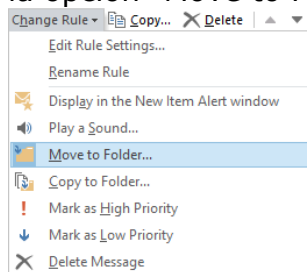 Change Rule Copy... Delete
Edit Rule Settings...
Rename Rule
Display in the New Item Alert window
Play a Sound...
Move to Folder...
Copy to Folder...
Mark as High Priority
Mark as Low Priority
Delete Message